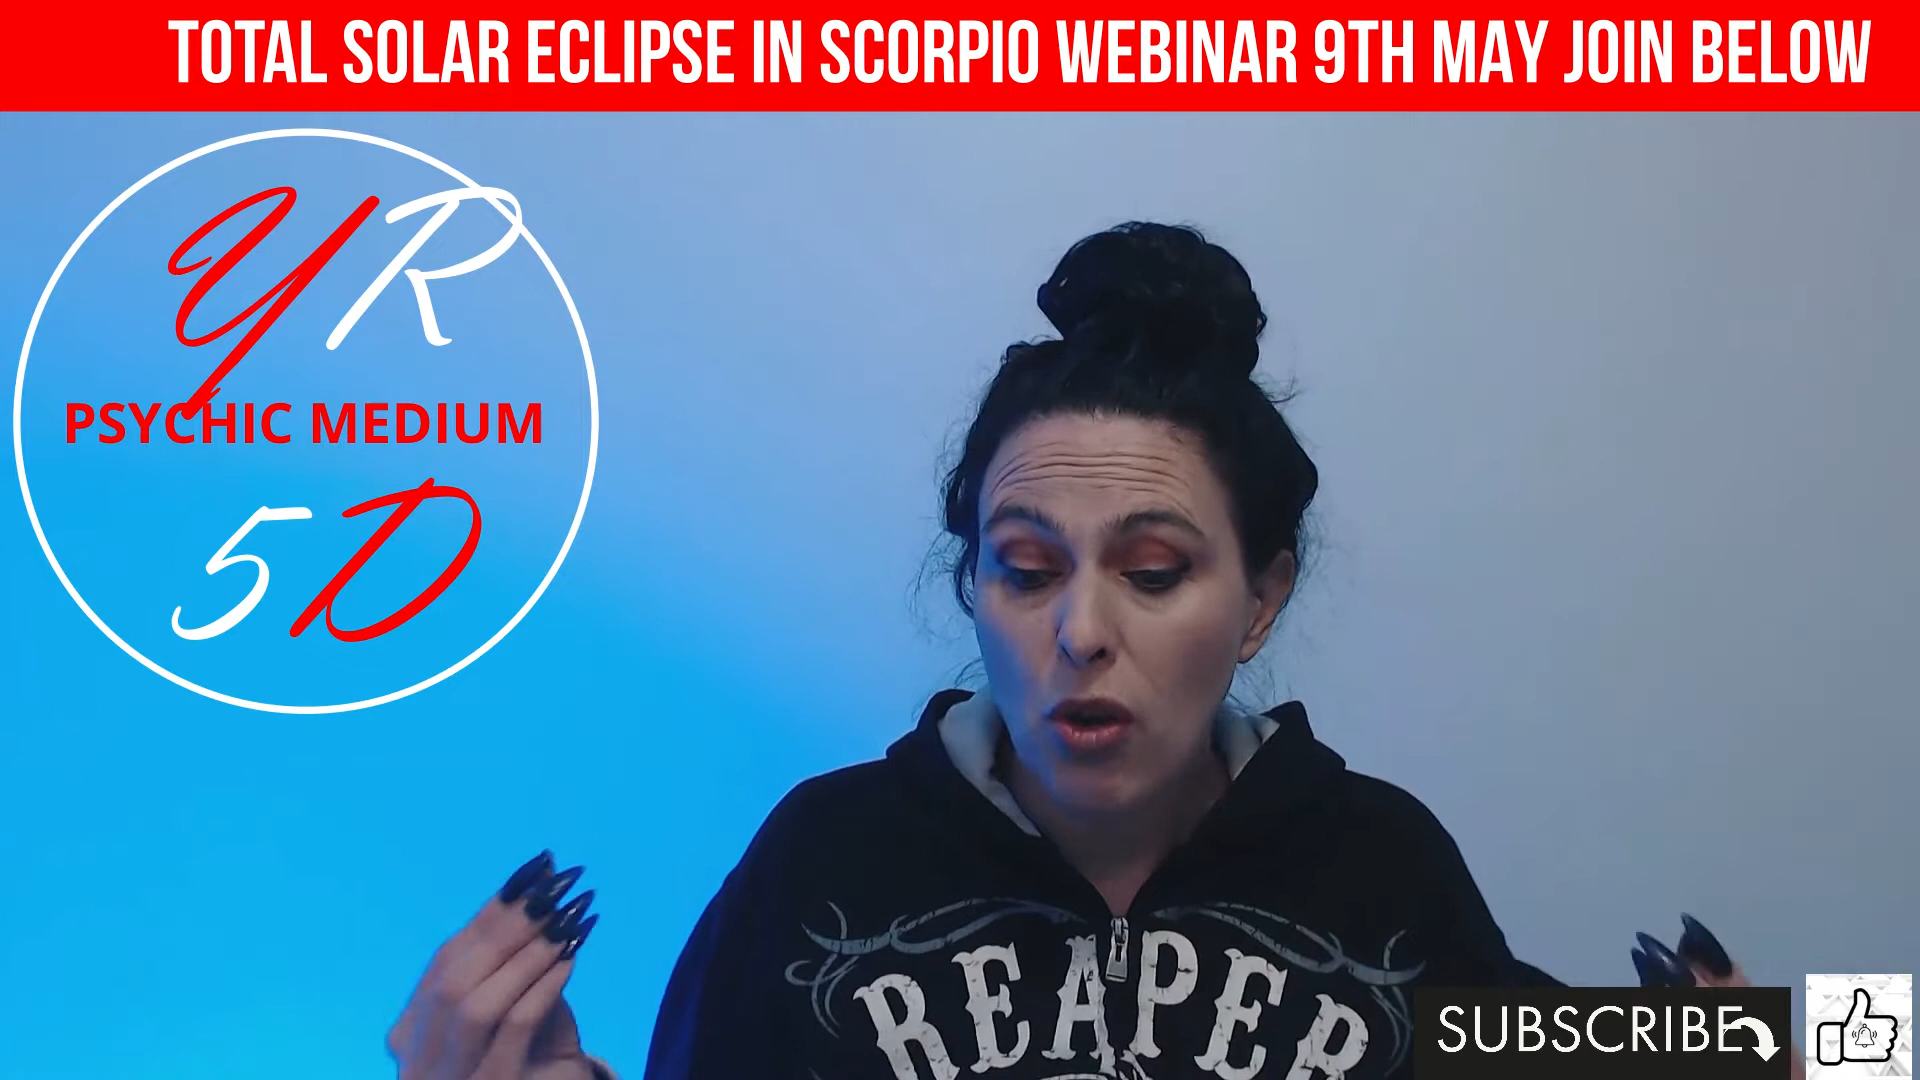 TOTAL SOLAR ECLIPSE IN SCORPIO WEBINAR 9TH MAY JOIN BELOW
YR
PSYCHIC MEDIUM
5D
REAPER
SUBSCRIBE